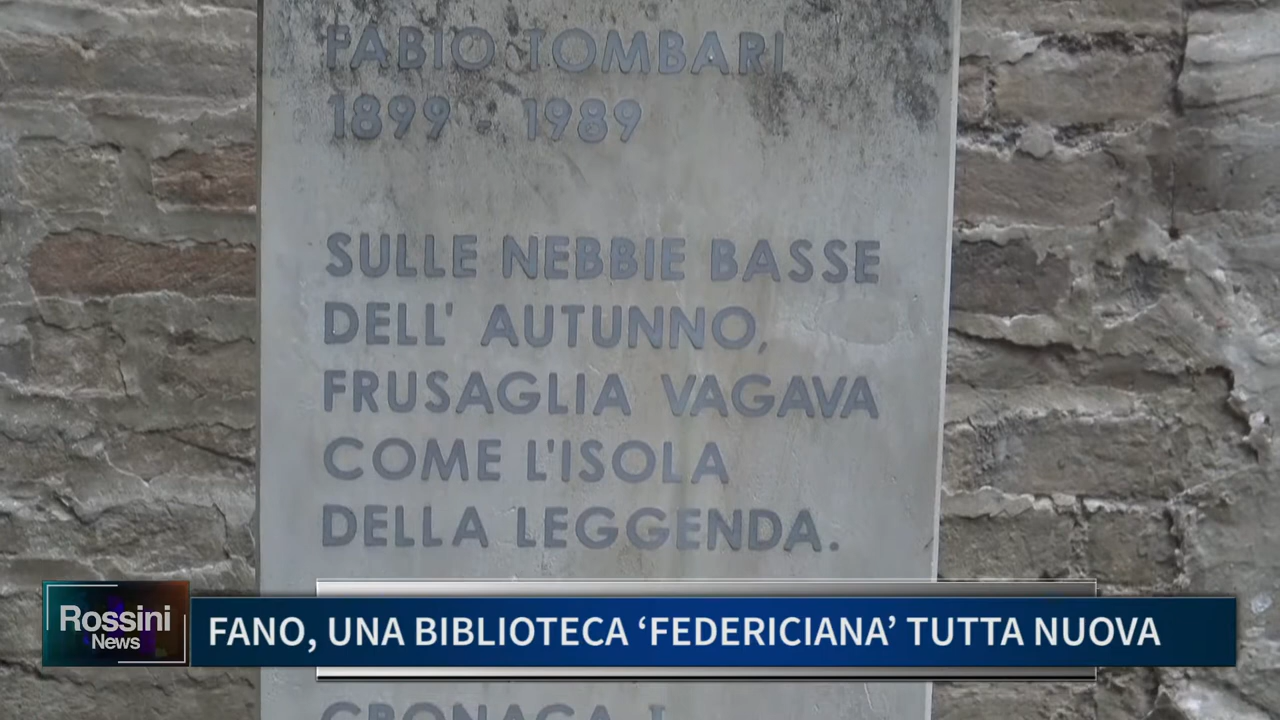 FABIO TOMBARI
1899 - 1989
SULLE NEBBIE BASSE
DELL' AUTUNNO,
FRUSAGLIA VAGAVA
COME L'ISOLA
DELLA LEGGENDA.
Rossini
News
FANO, UNA BIBLIOTECA ‘FEDERICIANA’ TUTTA NUOVA
CRONACA I